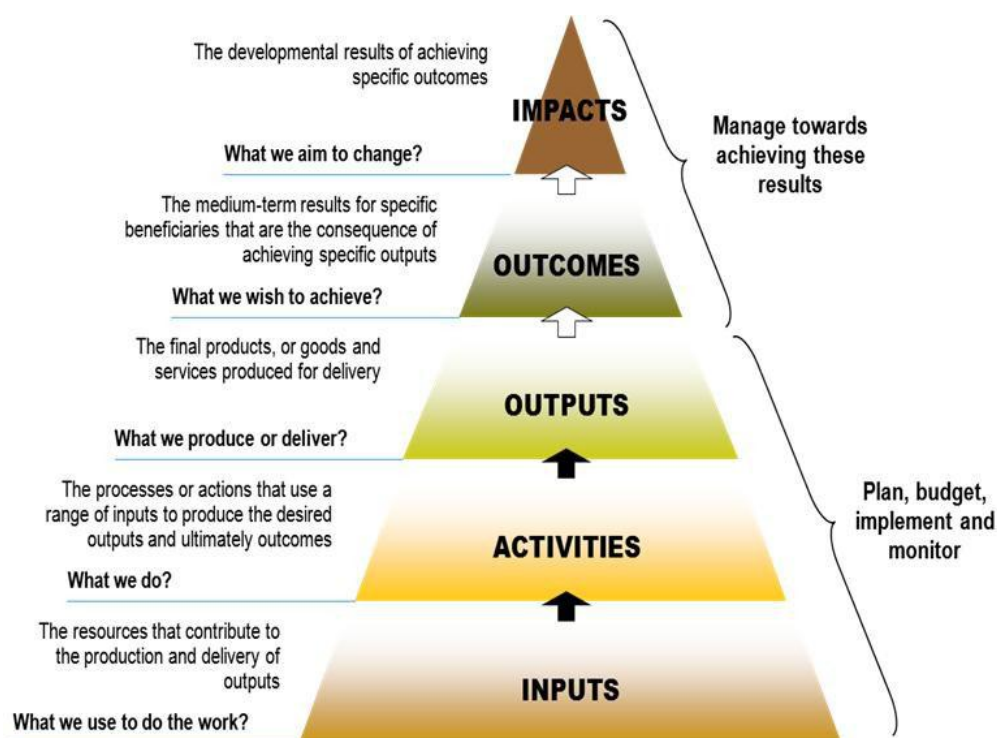 The developmental results of achieving
specific outcomes
IMPACTS
What we aim to change?
Manage towards
achieving these
results
The medium-term results for specific
beneficiaries that are the consequence of
achieving specific outputs
OUTCOMES
What we wish to achieve?
The final products, or goods and
services produced for delivery
OUTPUTS
What we produce or deliver?
The processes or actions that use a
range of inputs to produce the desired
outputs and ultimately outcomes
ACTIVITIES
What we do?
Plan, budget,
implement and
monitor
The resources that contribute to
the production and delivery of
outputs
INPUTS
What we use to do the work?